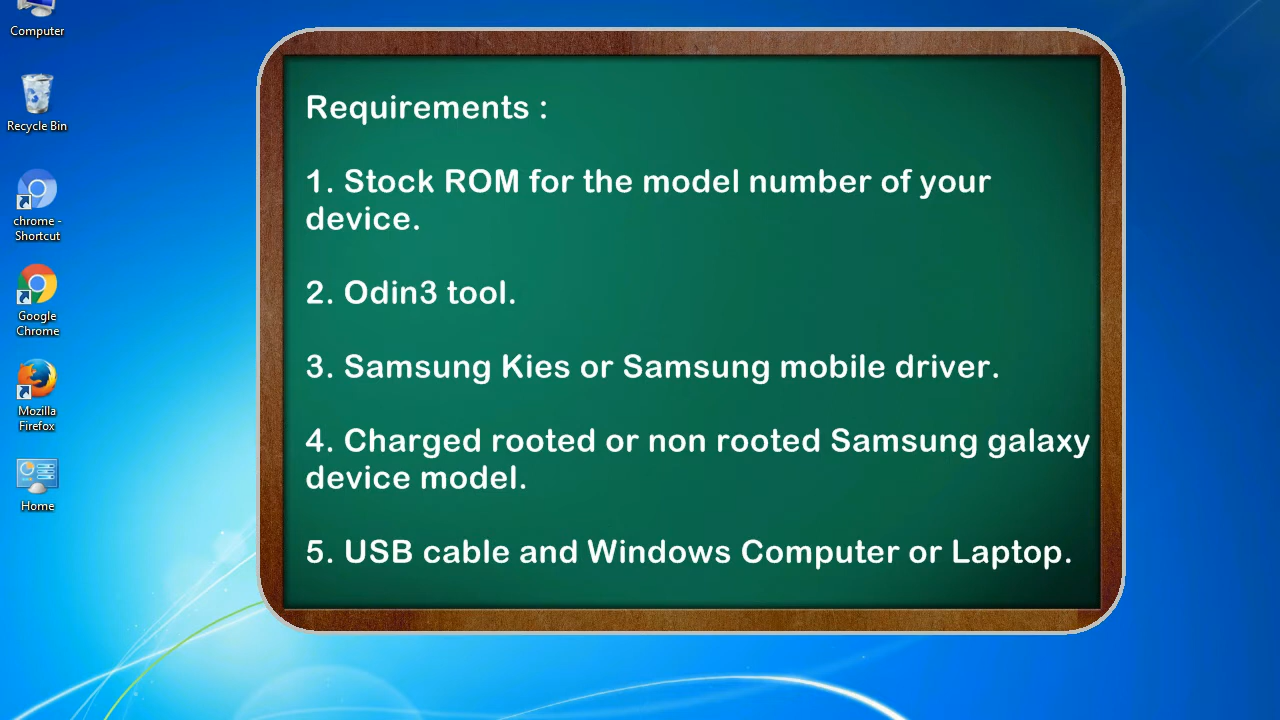 Computer
Recycle Bin
chrome -
Shortcut
Google
Chrome
Mozilla
Firefox
Home
Requirements :
1. Stock ROM for the model number of your
device.
2. Odin3 tool.
3. Samsung Kies or Samsung mobile driver.
4. Charged rooted or non rooted Samsung galaxy
device model.
5. USB cable and Windows Computer or Laptop.